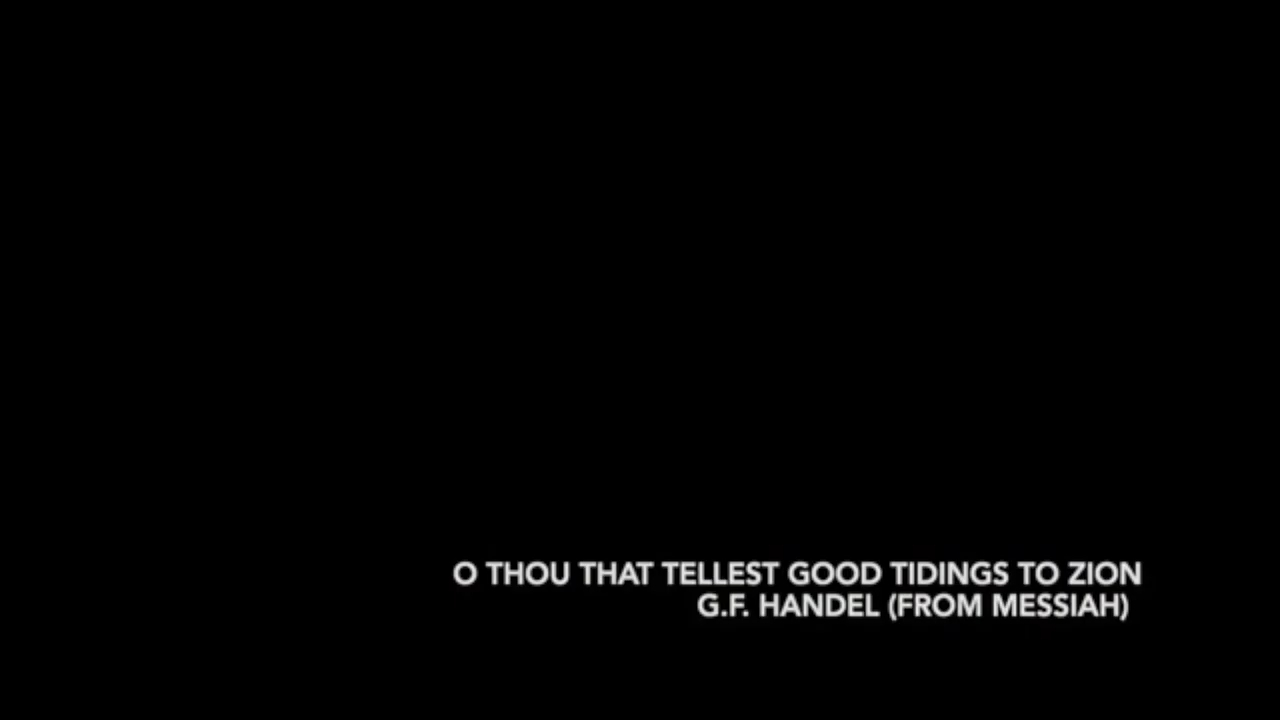 O THOU THAT TELLEST GOOD TIDINGS TO ZION
G.F. HANDEL (FROM MESSIAH)